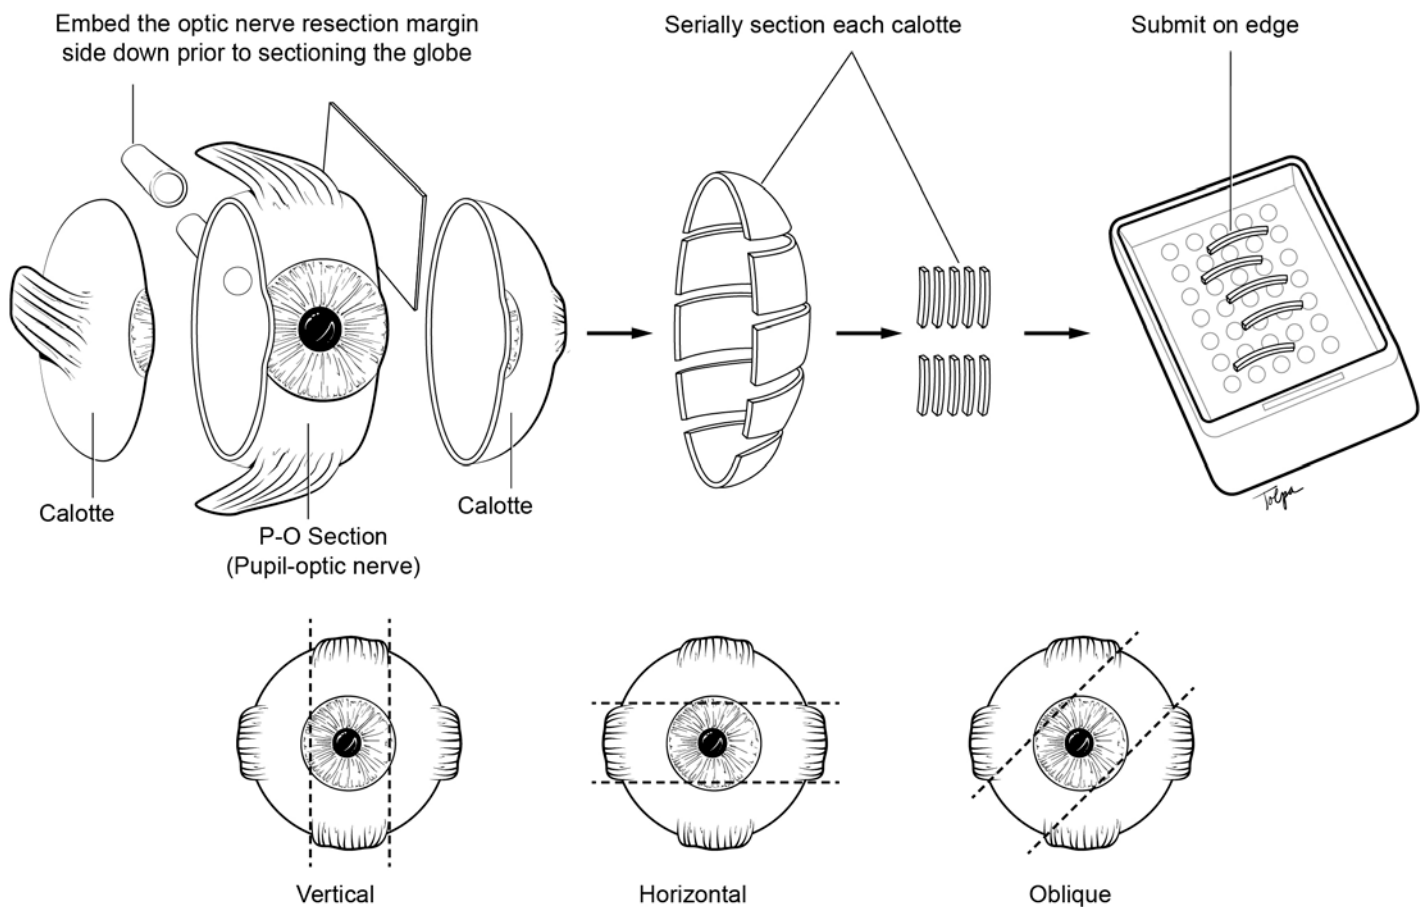 Embed the optic nerve resection margin
side down prior to sectioning the globe
Serially section each calotte
Submit on edge
Calotte
P-O Section
(Pupil-optic nerve)
Calotte
Vertical
Horizontal
Oblique